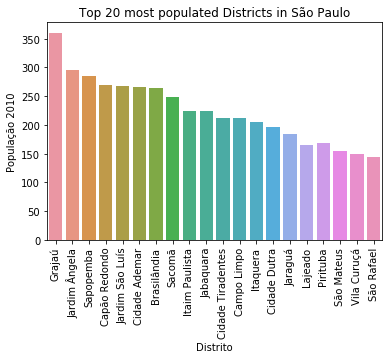 Top 20 most populated Districts in São Paulo
População 2010
350
300
250
200
150
100
50
0
Grajaú
Jardim Ângela
Sapopemba
Capão Redondo
Jardim São Luís
Cidade Ademar
Brasilândia
Sacomã
Itaim Paulista
Jabaquara
Cidade Tiradentes
Campo Limpo
Itaquera
Cidade Dutra
Jaraguá
Lajeado
Pirituba
São Mateus
Vila Curuçá
São Rafael
Distrito